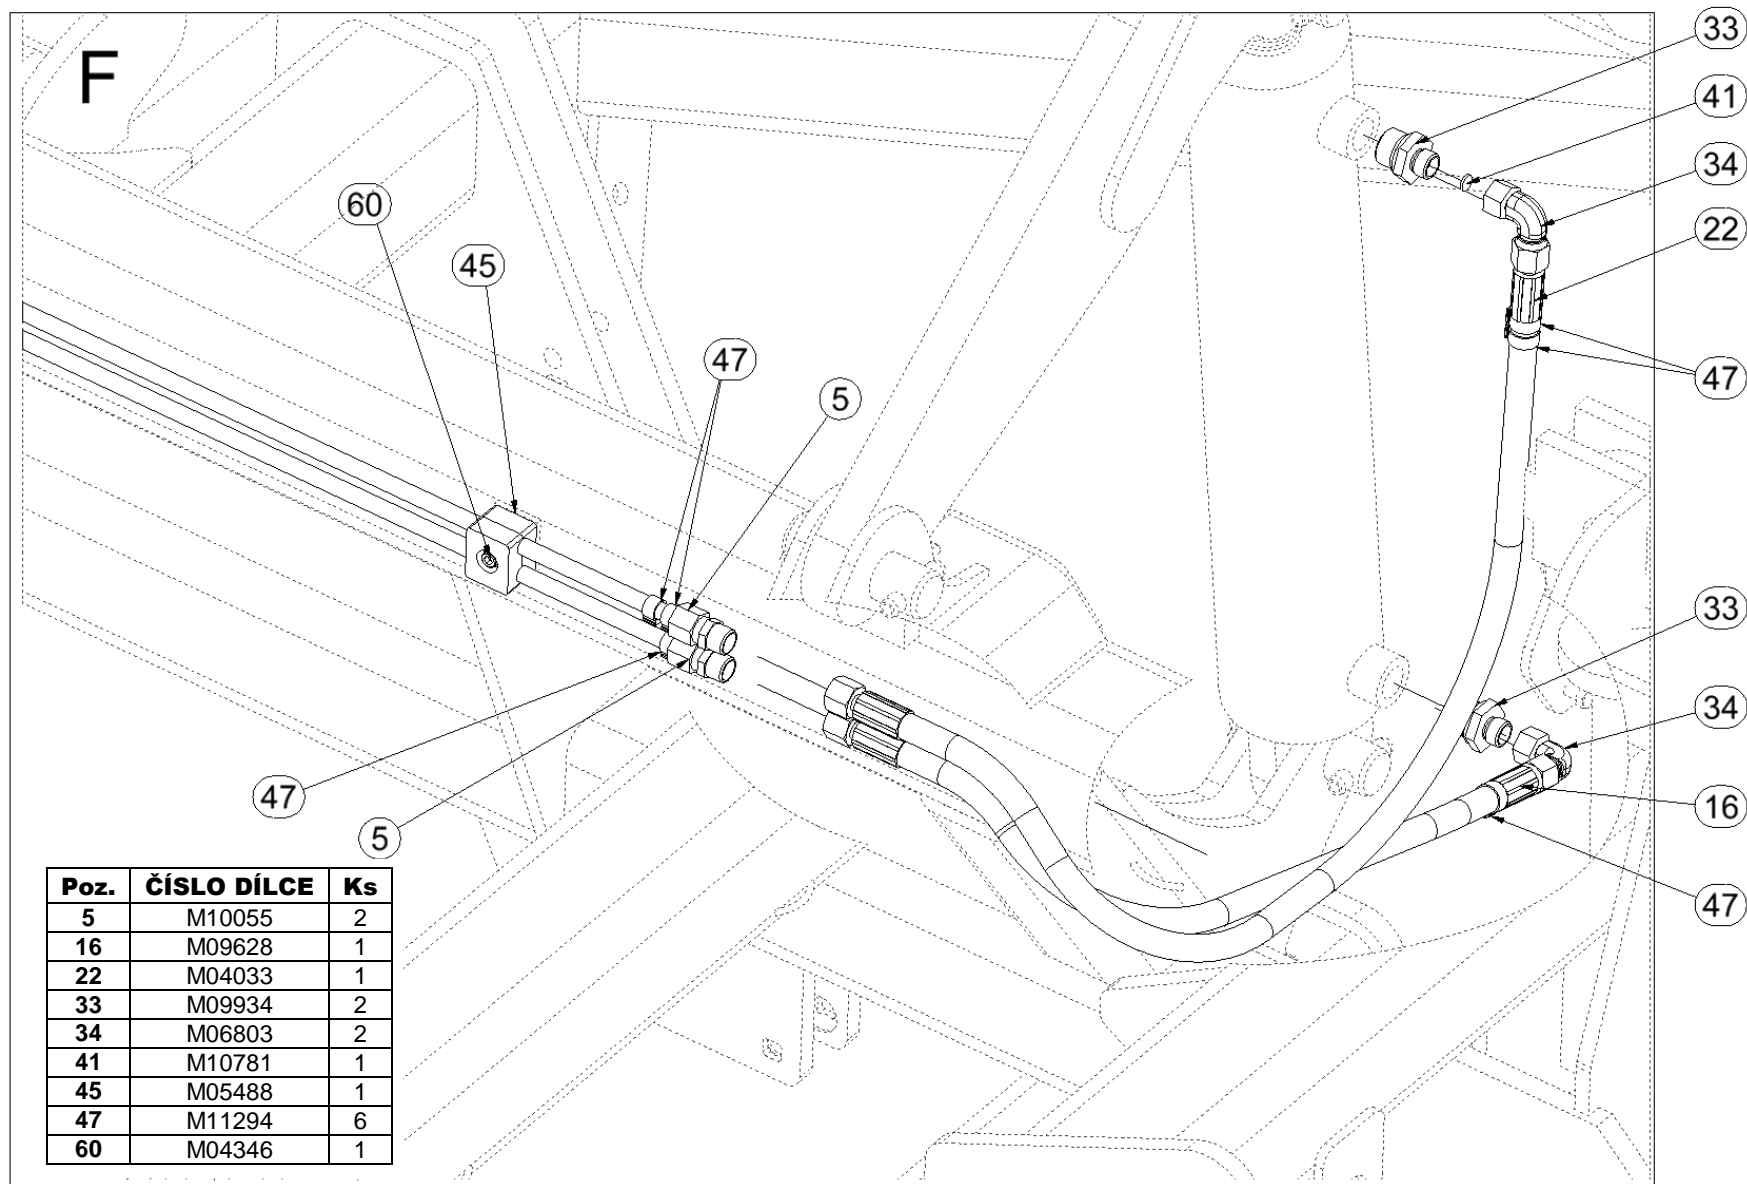 F
33
41
34
22
47
60
45
47
5
33
34
16
47
47
5
Poz. ČÍSLO DÍLCE Ks
5 M10055 2
16 M09628 1
22 M04033 1
33 M09934 2
34 M06803 2
41 M10781 1
45 M05488 1
47 M11294 6
60 M04346 1